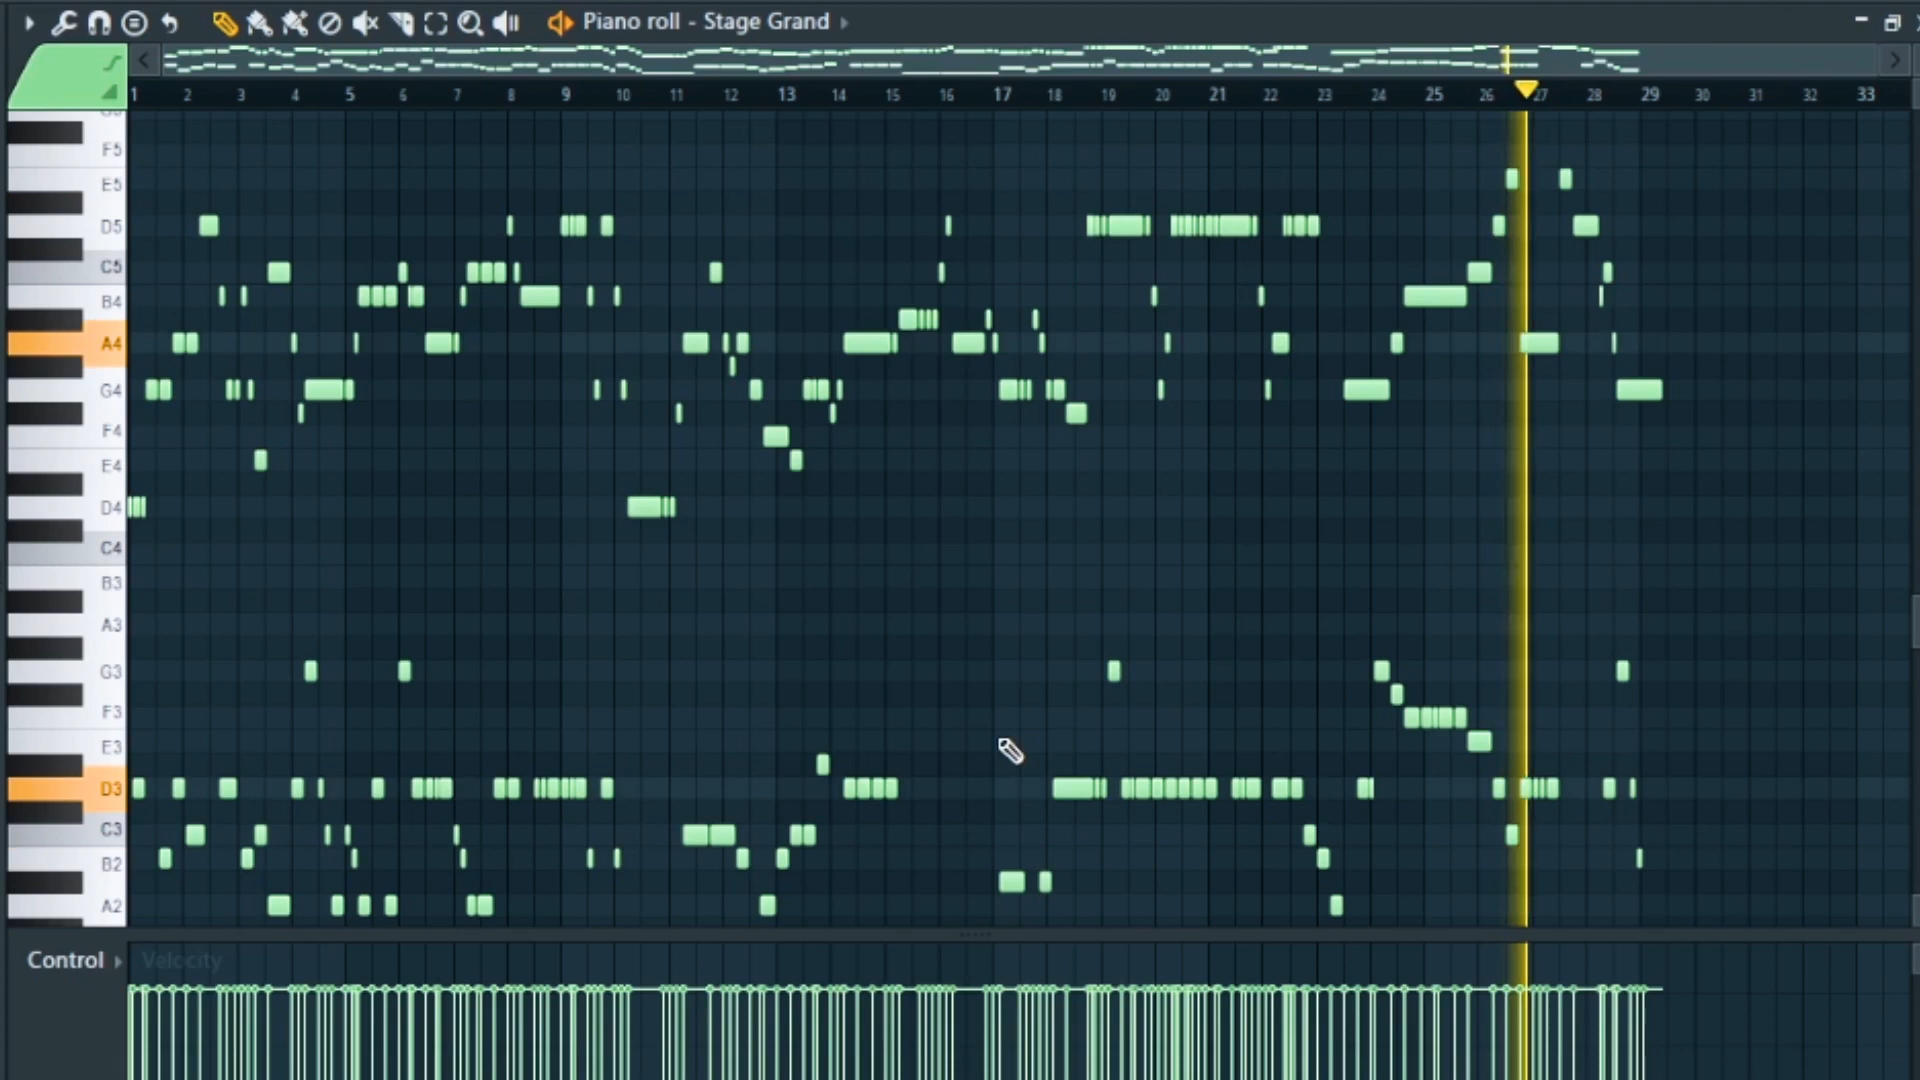 Piano roll - Stage Grand
1 2 3 4 5 6 7 8 9 10 11 12 13 14 15 16 17 18 19 20 21 22 23 24 25 26 27 28 29 30 31 32 33
F5
E5
D5
C5
B4
A4
G4
F4
E4
D4
C4
B3
A3
G3
F3
E3
D3
C3
B2
A2
Control Velocity